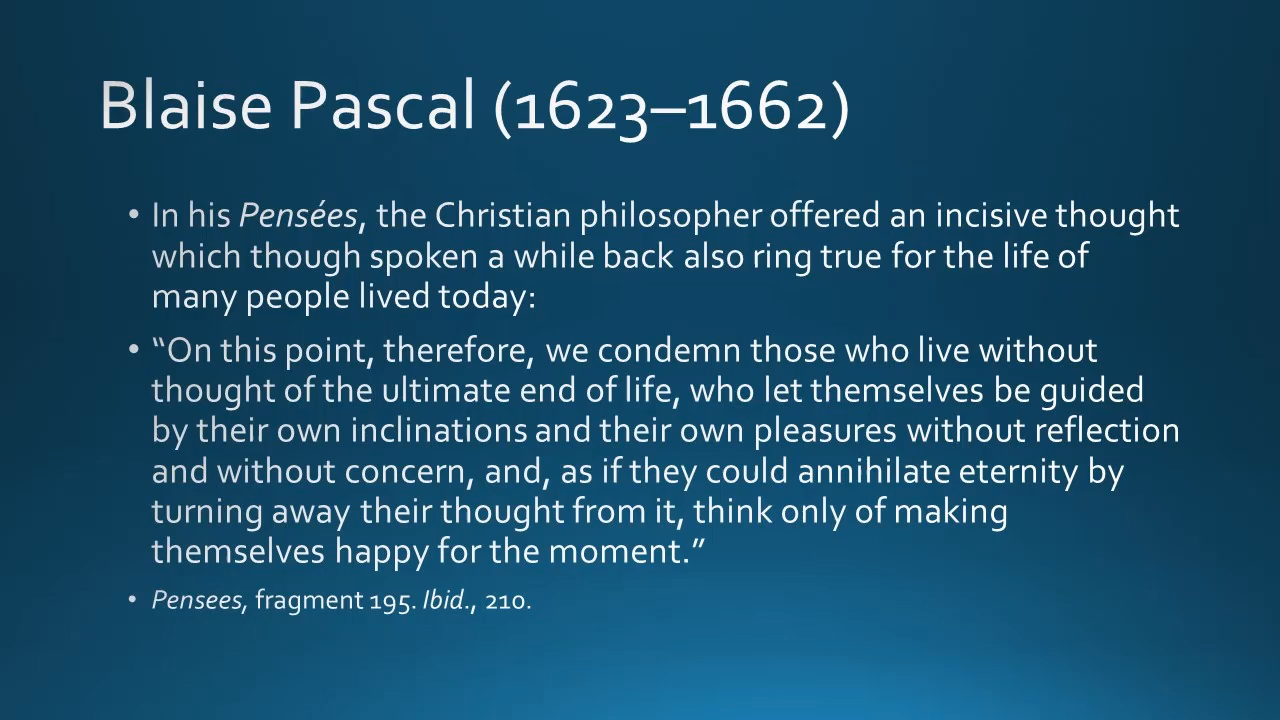 Blaise Pascal (1623–1662)
• In his Pensées, the Christian philosopher offered an incisive thought
which though spoken a while back also ring true for the life of
many people lived today:
• “On this point, therefore, we condemn those who live without
thought of the ultimate end of life, who let themselves be guided
by their own inclinations and their own pleasures without reflection
and without concern, and, as if they could annihilate eternity by
turning away their thought from it, think only of making
themselves happy for the moment.”
• Pensees, fragment 195. Ibid., 210.